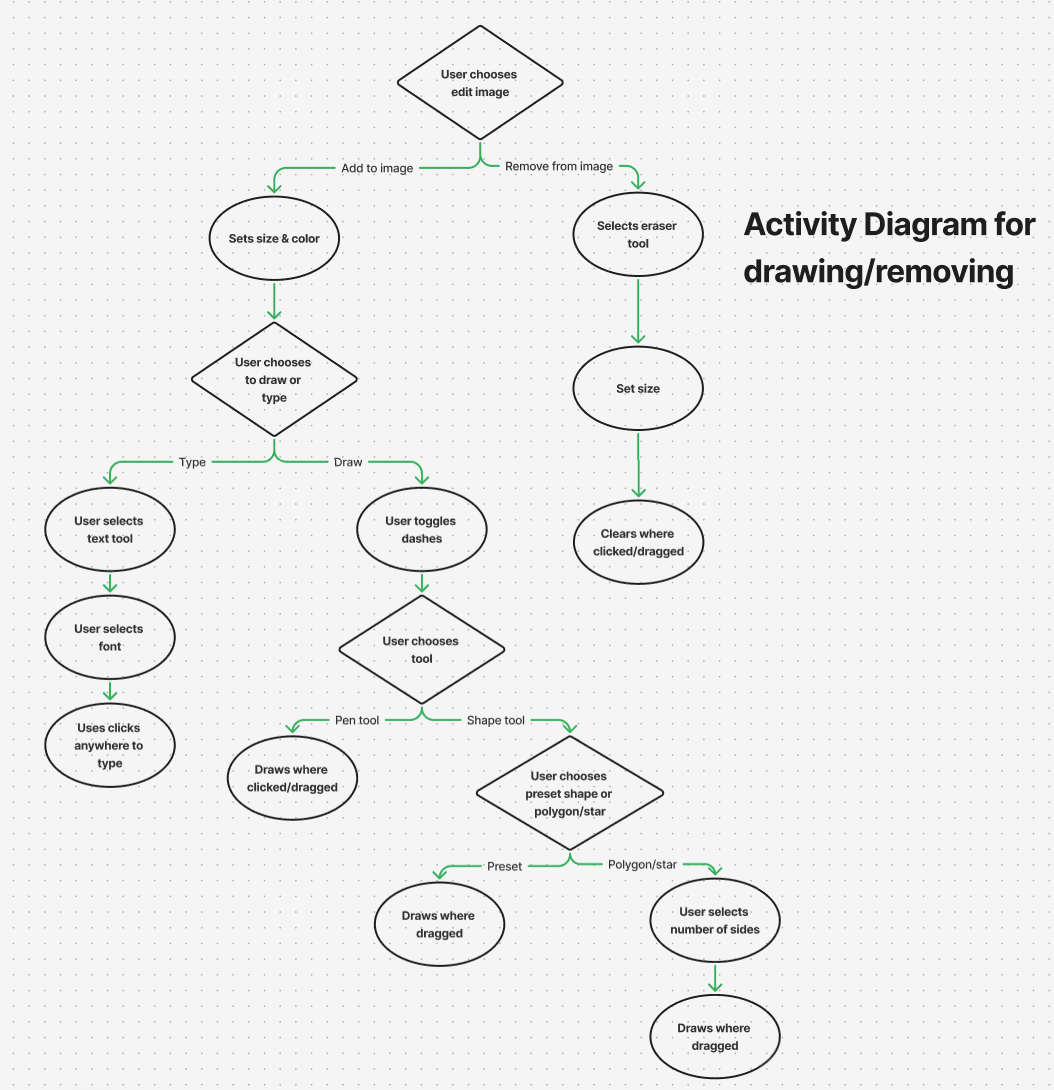 User chooses
edit image
Add to image
Remove from image
Sets size & color
Selects eraser
tool
Activity Diagram for
drawing/removing
User chooses
to draw or
type
Set size
Type
Draw
User selects
text tool
User toggles
dashes
Clears where
clicked/dragged
User selects
font
User chooses
tool
Pen tool
Shape tool
Uses clicks
anywhere to
type
Draws where
clicked/dragged
User chooses
preset shape or
polygon/star
Preset
Polygon/star
Draws where
dragged
User selects
number of sides
Draws where
dragged